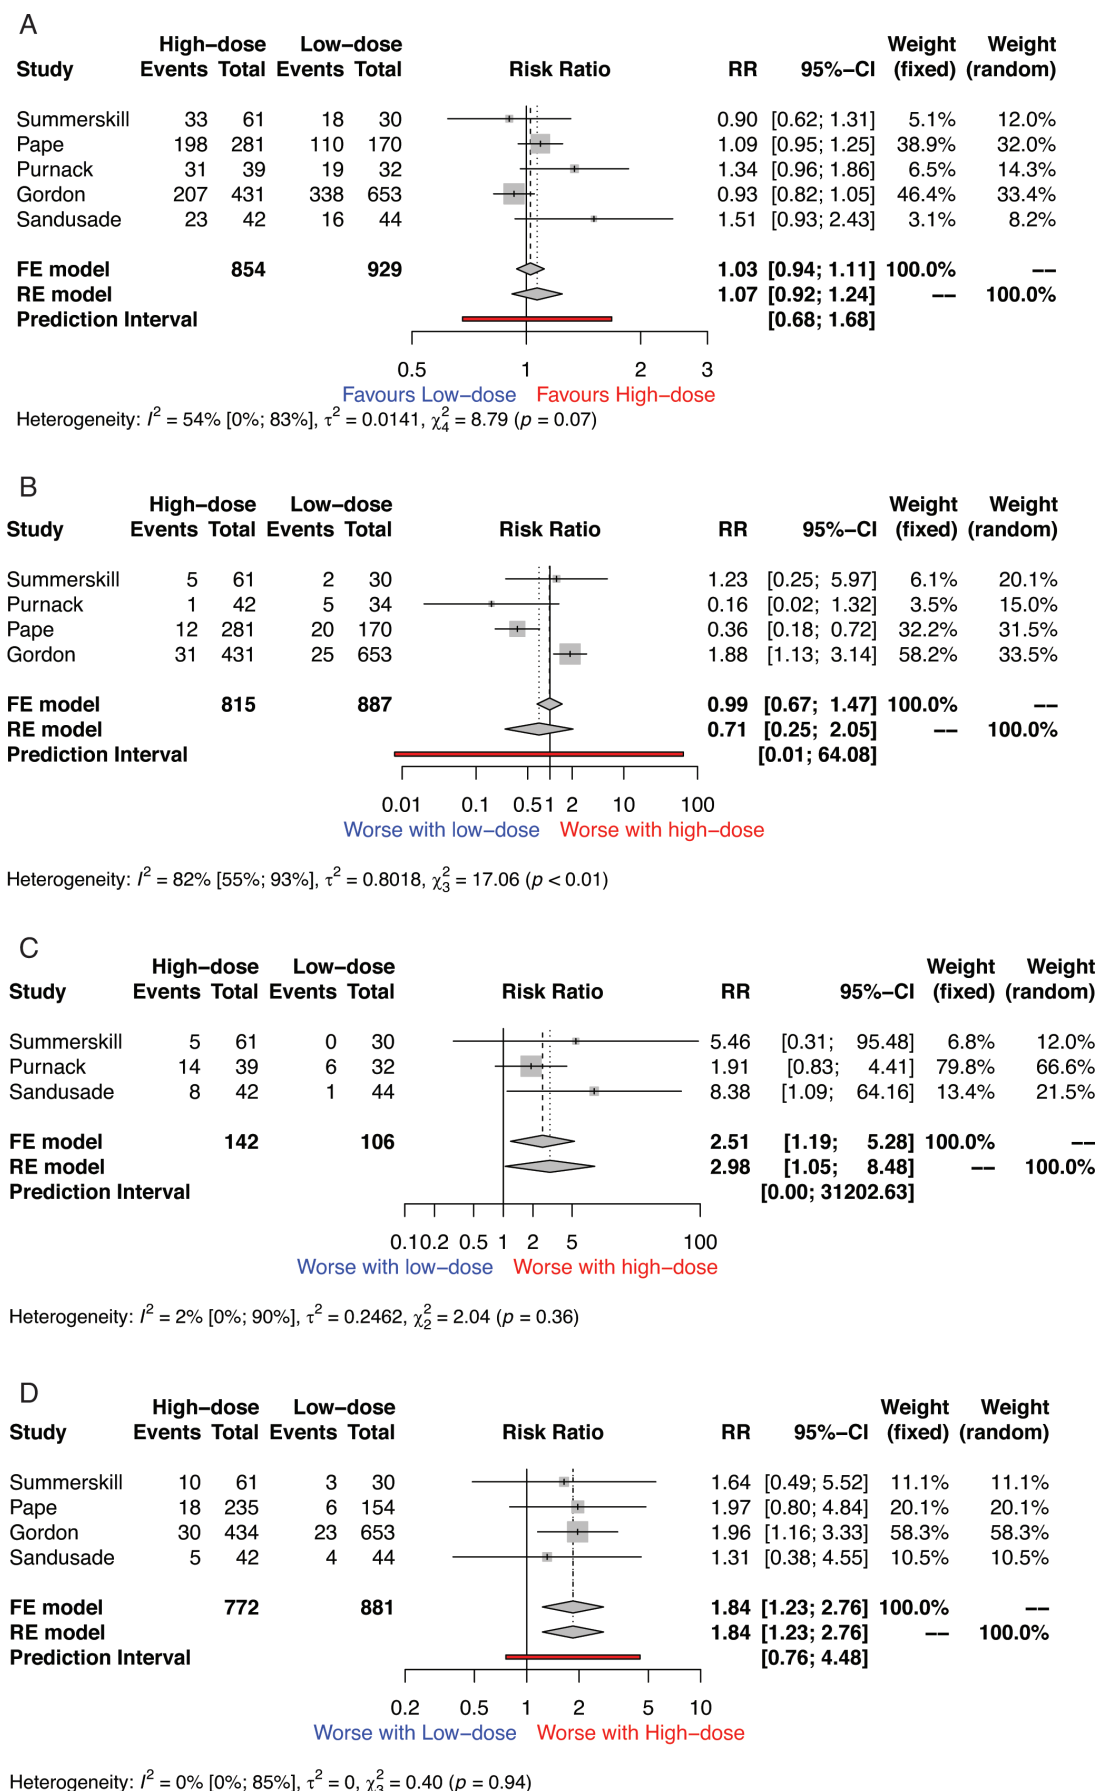 A
High–dose Low–dose Weight Weight
Study Events Total Events Total Risk Ratio RR 95%–CI (fixed) (random)
Summerskill 33 61 18 30 0.90 [0.62; 1.31] 5.1% 12.0%
Pape 198 281 110 170 1.09 [0.95; 1.25] 38.9% 32.0%
Purnack 31 39 19 32 1.34 [0.96; 1.86] 6.5% 14.3%
Gordon 207 431 338 653 0.93 [0.82; 1.05] 46.4% 33.4%
Sandusade 23 42 16 44 1.51 [0.93; 2.43] 3.1% 8.2%
FE model 854 929 1.03 [0.94; 1.11] 100.0% −−
RE model 1.07 [0.92; 1.24] −− 100.0%
Prediction Interval [0.68; 1.68]
0.5 1 2 3
Favours Low–dose Favours High–dose
Heterogeneity: I² = 54% [0%; 83%], τ² = 0.0141, χ²₄ = 8.79 (p = 0.07)
B
High–dose Low–dose Weight Weight
Study Events Total Events Total Risk Ratio RR 95%–CI (fixed) (random)
Summerskill 5 61 2 30 1.23 [0.25; 5.97] 6.1% 20.1%
Purnack 1 42 5 34 0.16 [0.02; 1.32] 3.5% 15.0%
Pape 12 281 20 170 0.36 [0.18; 0.72] 32.2% 31.5%
Gordon 31 431 25 653 1.88 [1.13; 3.14] 58.2% 33.5%
FE model 815 887 0.99 [0.67; 1.47] 100.0% −−
RE model 0.71 [0.25; 2.05] −− 100.0%
Prediction Interval [0.01; 64.08]
0.01 0.1 0.5 1 2 10 100
Worse with low–dose Worse with high–dose
Heterogeneity: I² = 82% [55%; 93%], τ² = 0.8018, χ²₃ = 17.06 (p < 0.01)
C
High–dose Low–dose Weight Weight
Study Events Total Events Total Risk Ratio RR 95%–CI (fixed) (random)
Summerskill 5 61 0 30 5.46 [0.31; 95.48] 6.8% 12.0%
Purnack 14 39 6 32 1.91 [0.83; 4.41] 79.8% 66.6%
Sandusade 8 42 1 44 8.38 [1.09; 64.16] 13.4% 21.5%
FE model 142 106 2.51 [1.19; 5.28] 100.0% −−
RE model 2.98 [1.05; 8.48] −− 100.0%
Prediction Interval [0.00; 31202.63]
0.1 0.2 0.5 1 2 5 100
Worse with low–dose Worse with high–dose
Heterogeneity: I² = 2% [0%; 90%], τ² = 0.2462, χ²₂ = 2.04 (p = 0.36)
D
High–dose Low–dose Weight Weight
Study Events Total Events Total Risk Ratio RR 95%–CI (fixed) (random)
Summerskill 10 61 3 30 1.64 [0.49; 5.52] 11.1% 11.1%
Pape 18 235 6 154 1.97 [0.80; 4.84] 20.1% 20.1%
Gordon 30 434 23 653 1.96 [1.16; 3.33] 58.3% 58.3%
Sandusade 5 42 4 44 1.31 [0.38; 4.55] 10.5% 10.5%
FE model 772 881 1.84 [1.23; 2.76] 100.0% −−
RE model 1.84 [1.23; 2.76] −− 100.0%
Prediction Interval [0.76; 4.48]
0.2 0.5 1 2 5 10
Worse with Low–dose Worse with High–dose
Heterogeneity: I² = 0% [0%; 85%], τ² = 0, χ²₃ = 0.40 (p = 0.94)